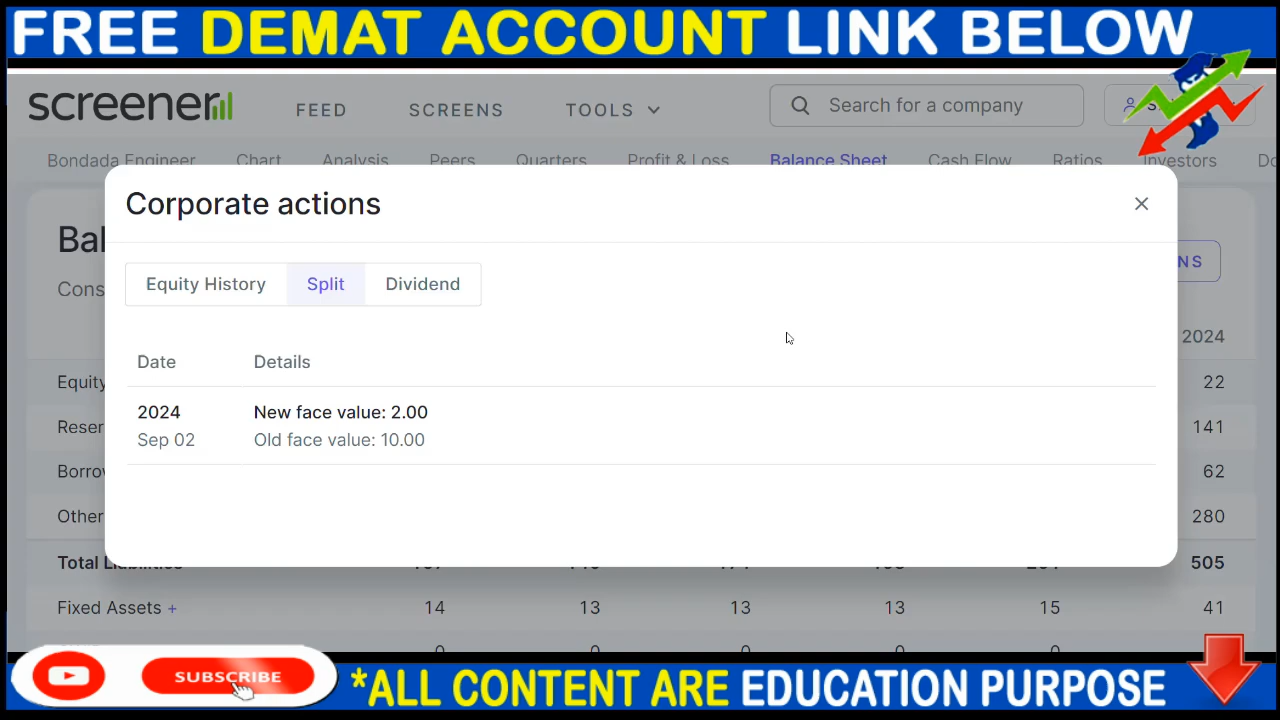 FREE DEMAT ACCOUNT LINK BELOW
screener
FEED SCREENS TOOLS
Search for a company
Bondada Engineer Chart Analysis Peers Quarters Profit & Loss Balance Sheet Cash Flow Ratios Investors
Corporate actions
Equity History Split Dividend
Date Details
2024 New face value: 2.00
Sep 02 Old face value: 10.00
2024
22
141
62
280
Total Liabilities 505
Fixed Assets + 14 13 13 13 15 41
SUBSCRIBE
*ALL CONTENT ARE EDUCATION PURPOSE